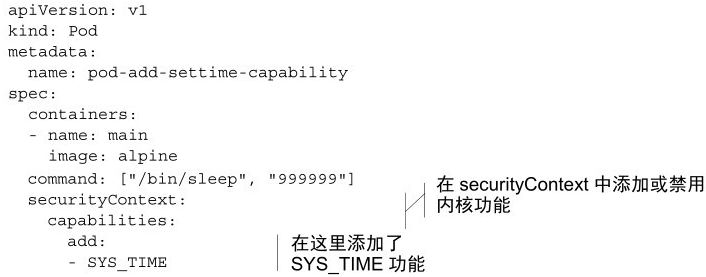 apiVersion: v1
kind: Pod
metadata:
  name: pod-add-settime-capability
spec:
  containers:
  - name: main
    image: alpine
  command: ["/bin/sleep", "999999"]
  securityContext:
    capabilities:
      add:
      - SYS_TIME
在 securityContext 中添加或禁用
内核功能
在这里添加了
SYS_TIME 功能